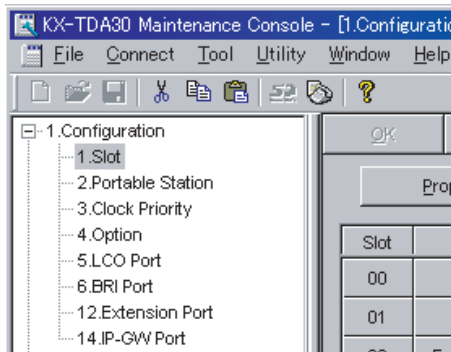 KX-TDA30 Maintenance Console - [1.Configuratio
File Connect Tool Utility Window Help
1.Configuration
1.Slot
2.Portable Station
3.Clock Priority
4.Option
5.LCO Port
6.BRI Port
12.Extension Port
14.IP-GW Port
OK
Prop
Slot
00
01